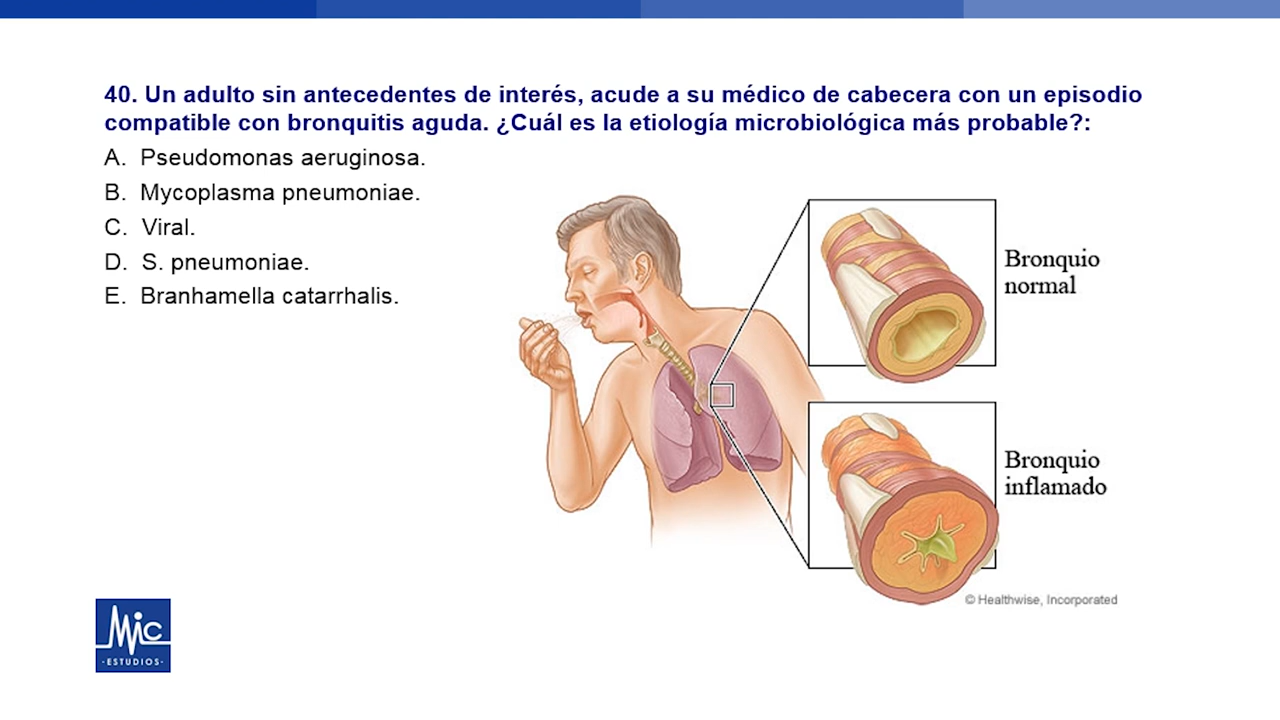 40. Un adulto sin antecedentes de interés, acude a su médico de cabecera con un episodio
compatible con bronquitis aguda. ¿Cuál es la etiología microbiológica más probable?:
A. Pseudomonas aeruginosa.
B. Mycoplasma pneumoniae.
C. Viral.
D. S. pneumoniae.
E. Branhamella catarrhalis.
Bronquio
normal
Bronquio
inflamado
© Healthwise, Incorporated
Mic
·ESTUDIOS·